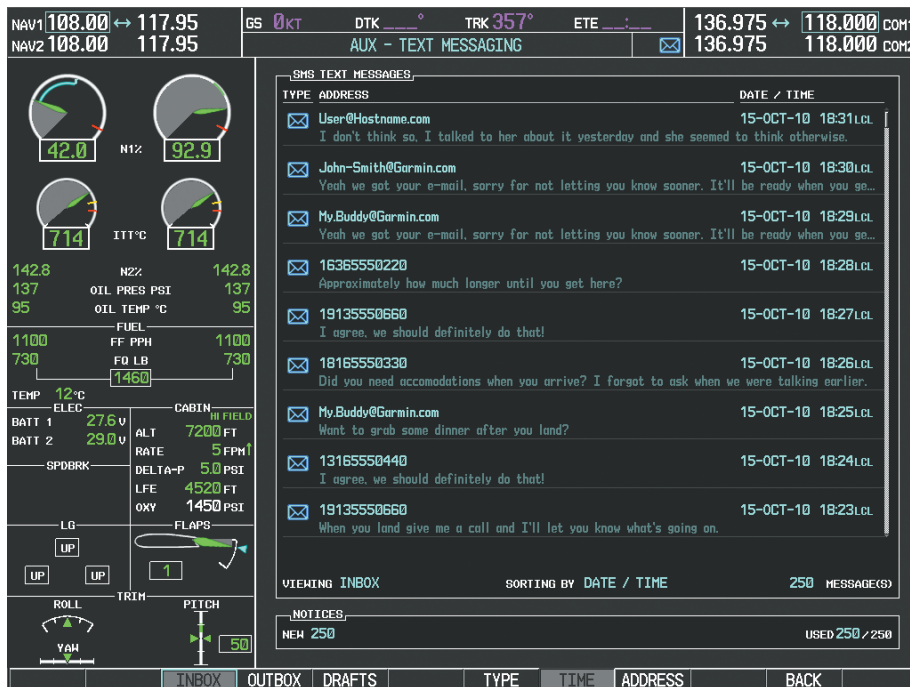 NAV1 108.00 ↔ 117.95
NAV2 108.00 117.95
GS 0KT DTK ___° TRK 357° ETE __:__
AUX - TEXT MESSAGING
136.975 ↔ 118.000 COM1
136.975 118.000 COM2
42.0 N1% 92.9
714 ITT°C 714
142.8 N2% 142.8
137 OIL PRES PSI 137
95 OIL TEMP °C 95
FUEL
1100 FF PPH 1100
730 FQ LB 730
1460
TEMP 12°C
ELEC
BATT 1 27.6 V
BATT 2 29.0 V
SPDBRK
CABIN
HI FIELD
ALT 7200 FT
RATE 5 FPM↑
DELTA-P 5.0 PSI
LFE 4520 FT
OXY 1450 PSI
LG
UP
UP UP
FLAPS
1
TRIM
ROLL PITCH
YAW
50
SMS TEXT MESSAGES
TYPE ADDRESS DATE / TIME
User@Hostname.com 15-OCT-10 18:31LCL
I don't think so, I talked to her about it yesterday and she seemed to think otherwise.
John-Smith@Garmin.com 15-OCT-10 18:30LCL
Yeah we got your e-mail, sorry for not letting you know sooner. It'll be ready when you ge...
My.Buddy@Garmin.com 15-OCT-10 18:29LCL
Yeah we got your e-mail, sorry for not letting you know sooner. It'll be ready when you ge...
16365550220 15-OCT-10 18:28LCL
Approximately how much longer until you get here?
19135550660 15-OCT-10 18:27LCL
I agree, we should definitely do that!
18165550330 15-OCT-10 18:26LCL
Did you need accomodations when you arrive? I forgot to ask when we were talking earlier.
My.Buddy@Garmin.com 15-OCT-10 18:25LCL
Want to grab some dinner after you land?
13165550440 15-OCT-10 18:24LCL
I agree, we should definitely do that!
19135550660 15-OCT-10 18:23LCL
When you land give me a call and I'll let you know what's going on.
VIEWING INBOX SORTING BY DATE / TIME 250 MESSAGE(S)
NOTICES
NEW 250 USED 250/250
INBOX OUTBOX DRAFTS TYPE TIME ADDRESS BACK